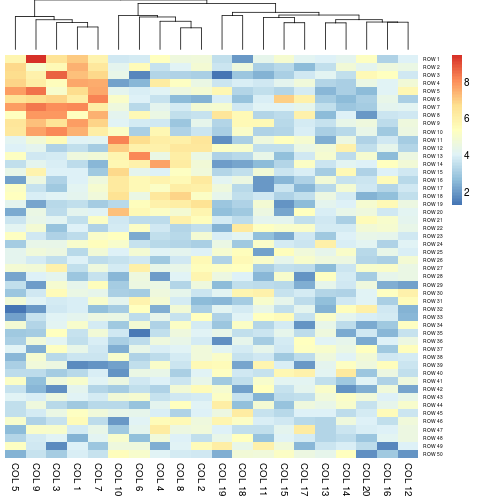 ROW 1
ROW 2
ROW 3
ROW 4
ROW 5
ROW 6
ROW 7
ROW 8
ROW 9
ROW 10
ROW 11
ROW 12
ROW 13
ROW 14
ROW 15
ROW 16
ROW 17
ROW 18
ROW 19
ROW 20
ROW 21
ROW 22
ROW 23
ROW 24
ROW 25
ROW 26
ROW 27
ROW 28
ROW 29
ROW 30
ROW 31
ROW 32
ROW 33
ROW 34
ROW 35
ROW 36
ROW 37
ROW 38
ROW 39
ROW 40
ROW 41
ROW 42
ROW 43
ROW 44
ROW 45
ROW 46
ROW 47
ROW 48
ROW 49
ROW 50
8
6
4
2
COL 5
COL 9
COL 3
COL 1
COL 7
COL 10
COL 6
COL 4
COL 8
COL 2
COL 19
COL 18
COL 11
COL 15
COL 17
COL 13
COL 14
COL 20
COL 16
COL 12